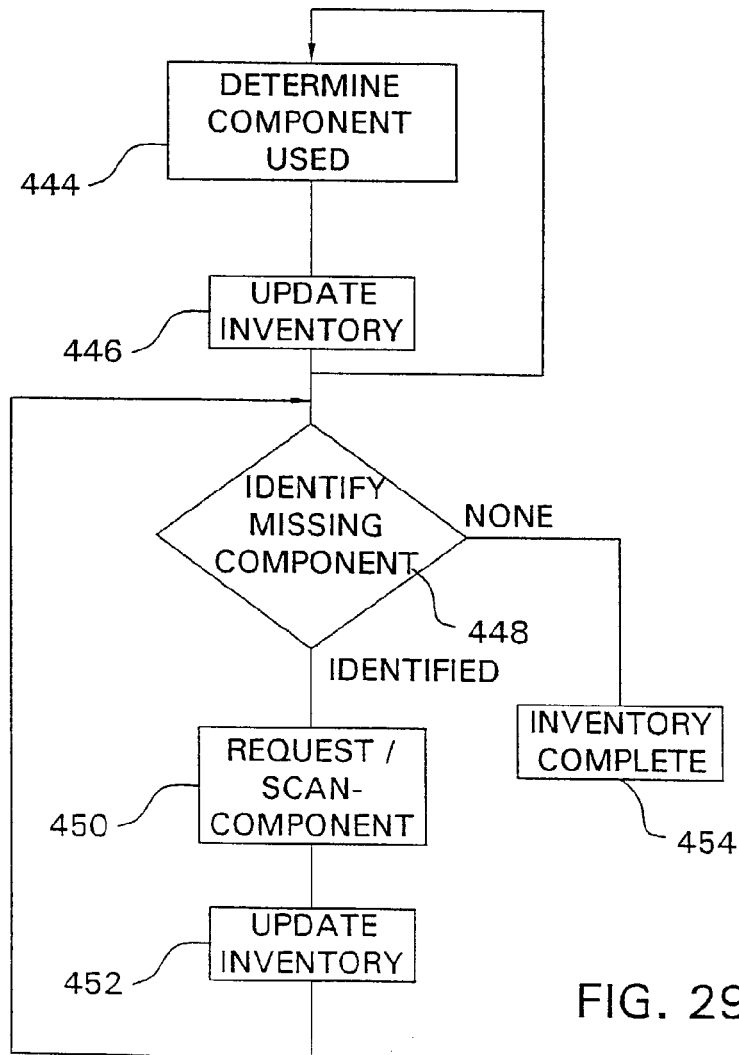 DETERMINE
COMPONENT
USED
444
UPDATE
INVENTORY
446
IDENTIFY
MISSING
COMPONENT
NONE
448
IDENTIFIED
REQUEST /
SCAN-
COMPONENT
450
INVENTORY
COMPLETE
454
UPDATE
INVENTORY
452
FIG. 29